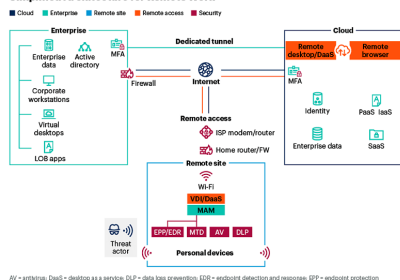 Cloud Enterprise Remote site Remote access Security
Enterprise
Cloud
Dedicated tunnel
Enterprise
data
Active
directory
MFA
Remote
desktop/DaaS
Remote
browser
Firewall
Internet
MFA
Corporate
workstations
Identity
PaaS IaaS
Remote access
Virtual
desktops
ISP modem/router
Enterprise data
SaaS
LOB apps
Home router/FW
Remote site
Wi-Fi
VDI/DaaS
MAM
EPP/EDR
MTD
AV
DLP
Threat
actor
Personal devices
AV = antivirus; DaaS = desktop as a service; DLP = data loss prevention; EDR = endpoint detection and response; EPP = endpoint protection